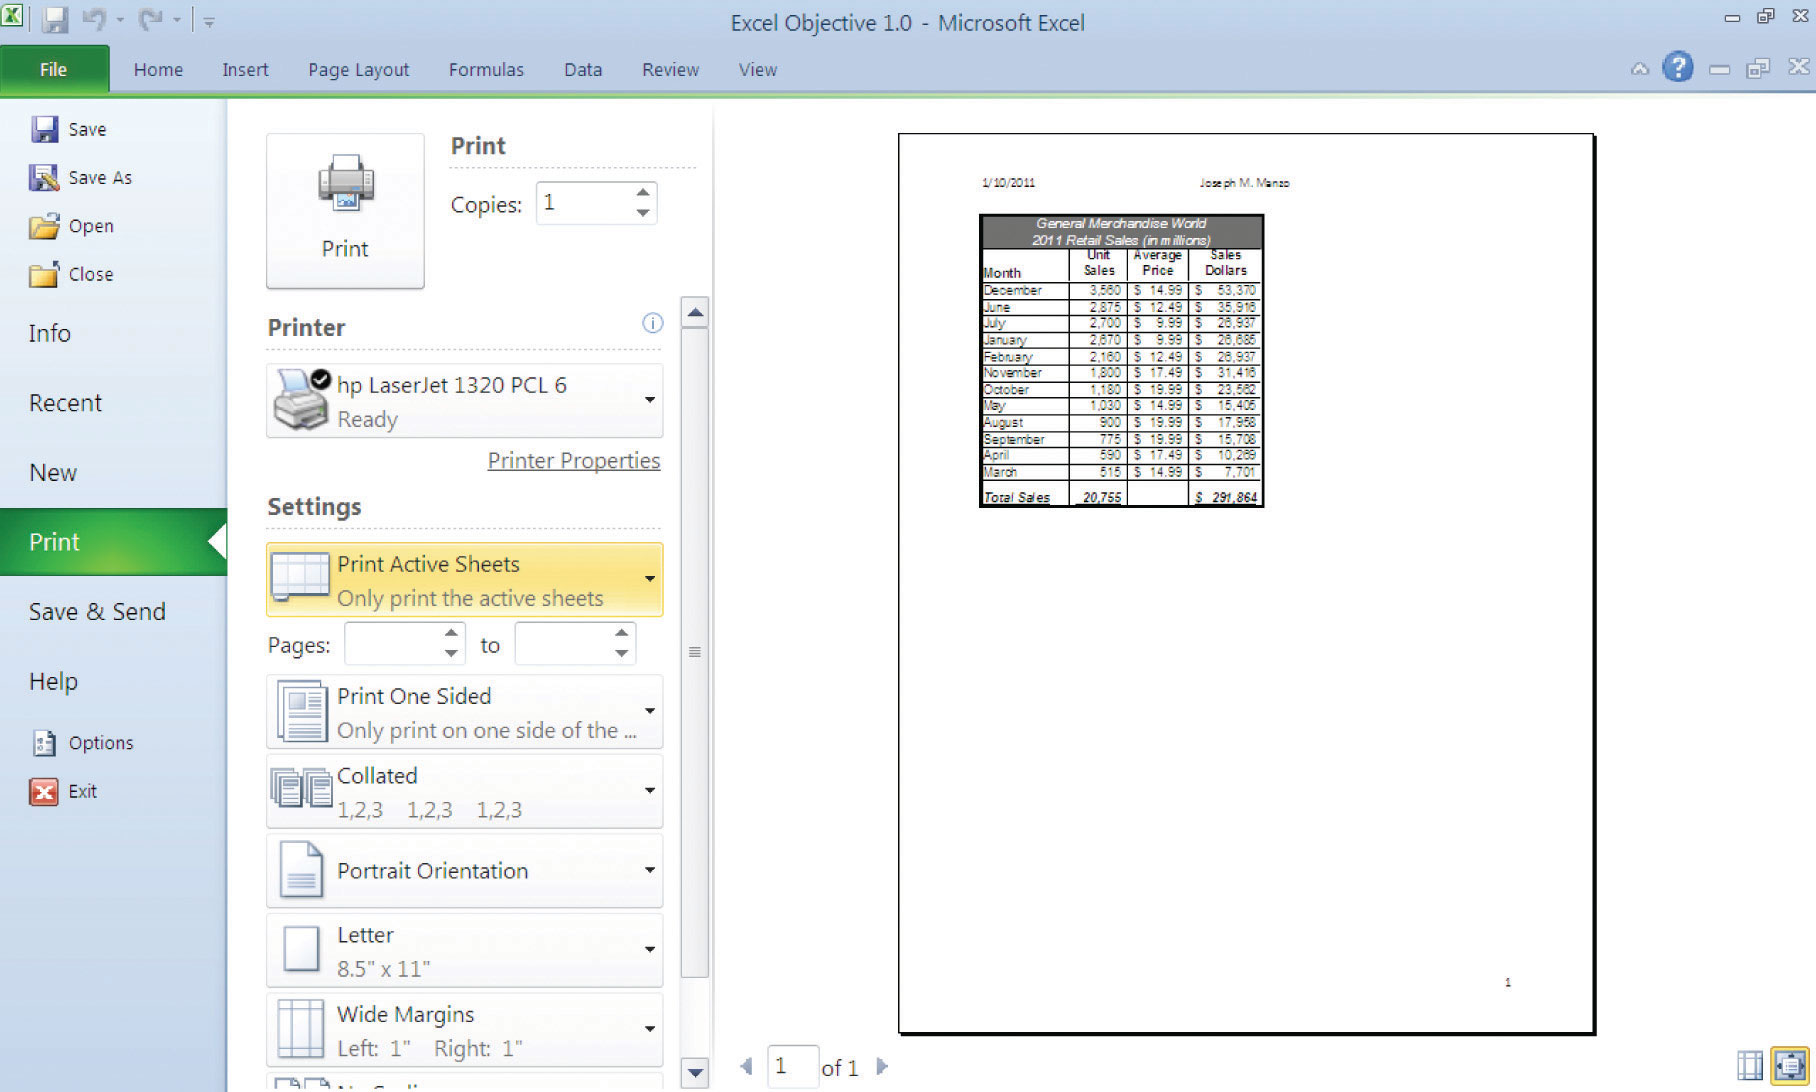 Excel Objective 1.0 - Microsoft Excel
File Home Insert Page Layout Formulas Data Review View
Save
Save As
Open
Close
Info
Recent
New
Print
Save & Send
Help
Options
Exit
Print
Print
Copies: 1
Printer
hp LaserJet 1320 PCL 6
Ready
Printer Properties
Settings
Print Active Sheets
Only print the active sheets
Pages: to
Print One Sided
Only print on one side of the ...
Collated
1,2,3 1,2,3 1,2,3
Portrait Orientation
Letter
8.5" x 11"
Wide Margins
Left: 1" Right: 1"
1/10/2011 Joseph M. Manzo
General Merchandise World
2011 Retail Sales (in millions)
Unit Average Sales
Month Sales Price Dollars
December 3,560 $ 14.99 $ 53,370
June 2,875 $ 12.49 $ 35,916
July 2,700 $ 9.99 $ 26,937
January 2,670 $ 9.99 $ 26,685
February 2,160 $ 12.49 $ 26,937
November 1,800 $ 17.49 $ 31,416
October 1,180 $ 19.99 $ 23,562
May 1,030 $ 14.99 $ 15,405
August 900 $ 19.99 $ 17,958
September 775 $ 19.99 $ 15,708
April 590 $ 17.49 $ 10,269
March 515 $ 14.99 $ 7,701
Total Sales 20,755 $ 291,864
1
1 of 1